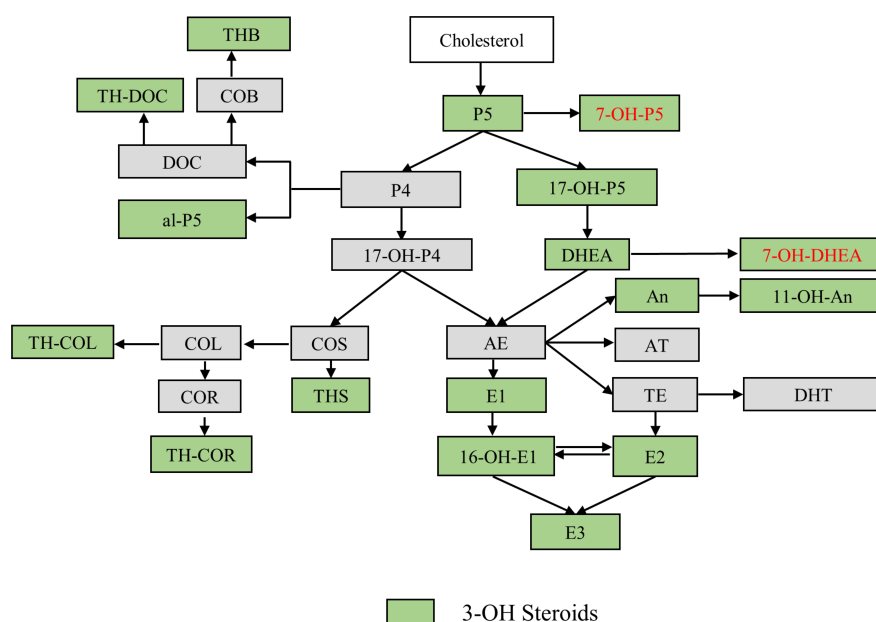 THB
Cholesterol
TH-DOC
COB
P5
7-OH-P5
DOC
P4
17-OH-P5
al-P5
17-OH-P4
DHEA
7-OH-DHEA
An
11-OH-An
TH-COL
COL
COS
AE
AT
COR
THS
E1
TE
DHT
TH-COR
16-OH-E1
E2
E3
3-OH Steroids